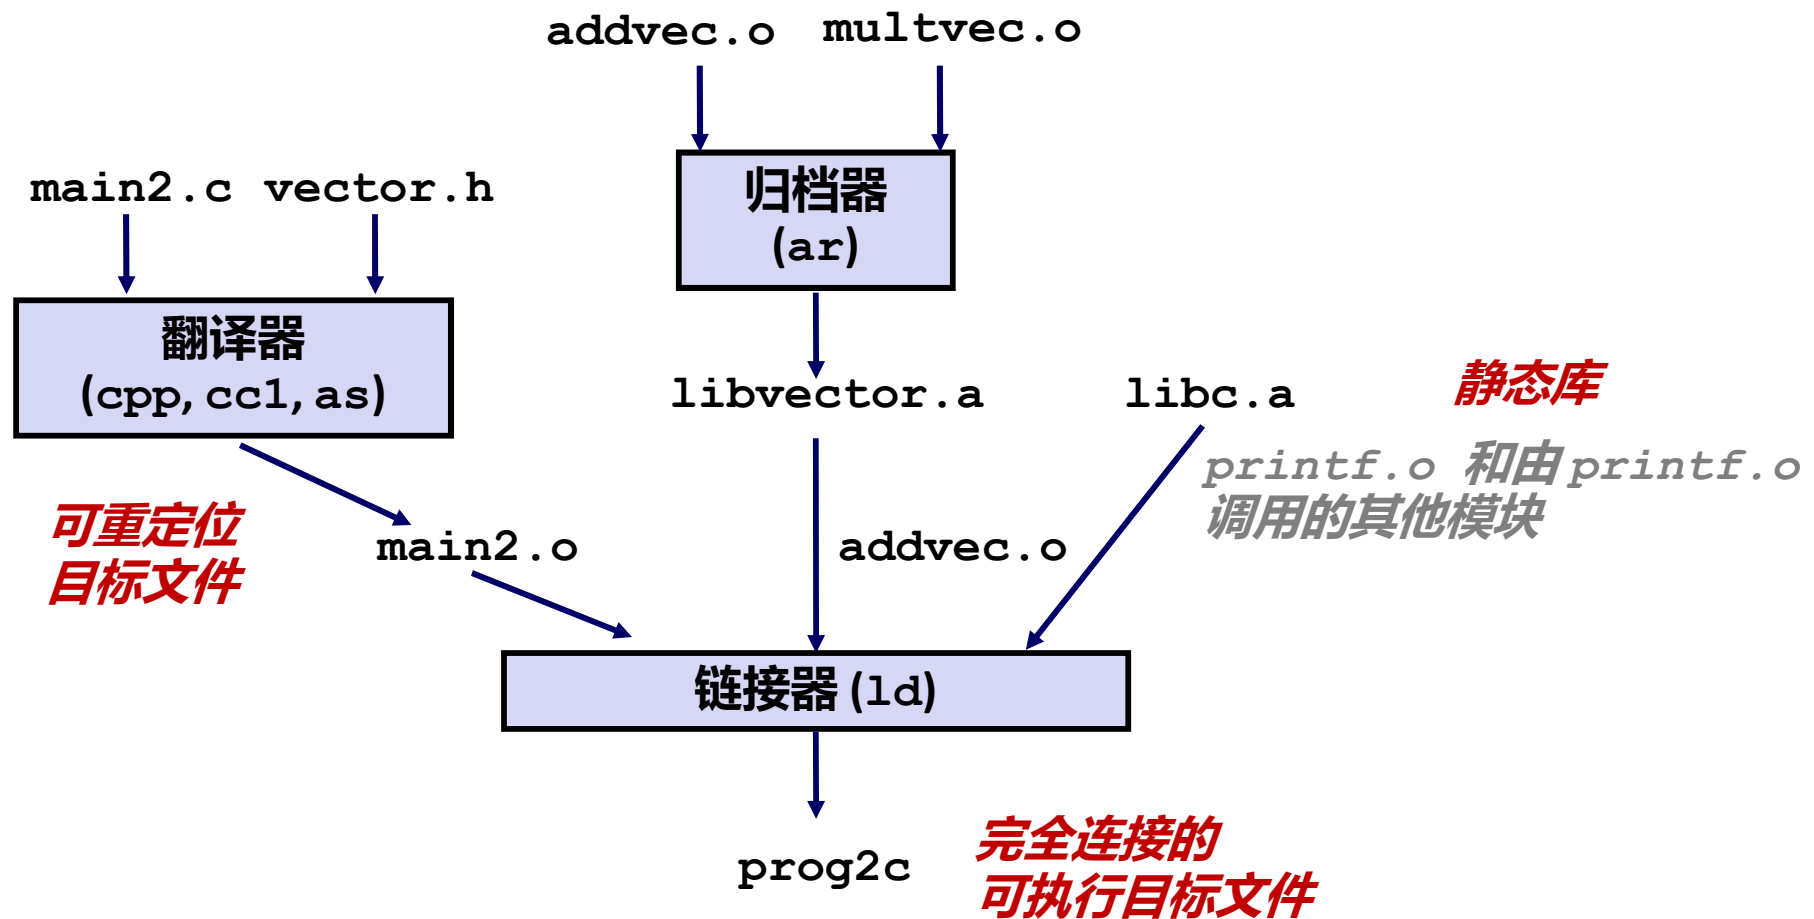 addvec.o multvec.o
main2.c vector.h
归档器
(ar)
翻译器
(cpp, cc1, as)
libvector.a
libc.a
静态库
printf.o 和由 printf.o
调用的其他模块
可重定位
目标文件
main2.o
addvec.o
链接器 (ld)
prog2c
完全连接的
可执行目标文件